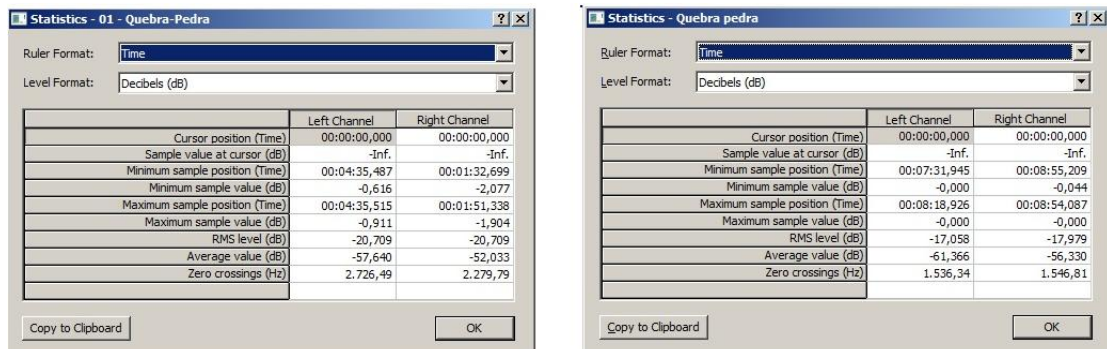 Statistics - 01 - Quebra-Pedra
Ruler Format: Time
Level Format: Decibels (dB)
Left Channel Right Channel
Cursor position (Time) 00:00:00,000 00:00:00,000
Sample value at cursor (dB) -Inf. -Inf.
Minimum sample position (Time) 00:04:35,487 00:01:32,699
Minimum sample value (dB) -0,616 -2,077
Maximum sample position (Time) 00:04:35,515 00:01:51,338
Maximum sample value (dB) -0,911 -1,904
RMS level (dB) -20,709 -20,709
Average value (dB) -57,640 -52,033
Zero crossings (Hz) 2.726,49 2.279,79
Copy to Clipboard OK
Statistics - Quebra pedra
Ruler Format: Time
Level Format: Decibels (dB)
Left Channel Right Channel
Cursor position (Time) 00:00:00,000 00:00:00,000
Sample value at cursor (dB) -Inf. -Inf.
Minimum sample position (Time) 00:07:31,945 00:08:55,209
Minimum sample value (dB) -0,000 -0,044
Maximum sample position (Time) 00:08:18,926 00:08:54,087
Maximum sample value (dB) -0,000 -0,000
RMS level (dB) -17,058 -17,979
Average value (dB) -61,366 -56,330
Zero crossings (Hz) 1.536,34 1.546,81
Copy to Clipboard OK